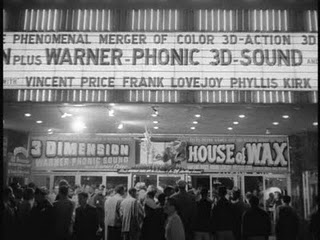 PHENOMENAL MERGER OF COLOR 3D-ACTION 3D
PLUS WARNER-PHONIC 3D-SOUND AND
VINCENT PRICE FRANK LOVEJOY PHYLLIS KIRK
3 DIMENSION
WARNER PHONIC SOUND
HOUSE of WAX